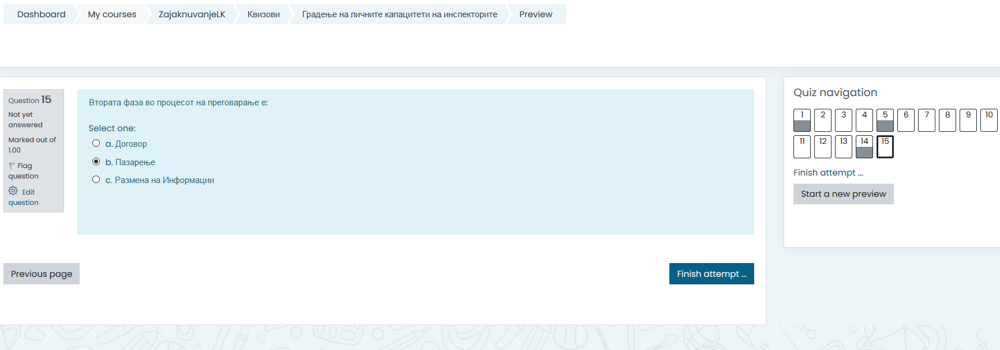 Dashboard My courses ZajaknuvanjeLK Квизови Градење на личните капацитети на инспекторите Preview
Question 15
Not yet
answered
Marked out of
1.00
Flag
question
Edit
question
Втората фаза во процесот на преговарање е:
Select one:
a. Договор
b. Пазарење
c. Размена на Информации
Previous page
Finish attempt ...
Quiz navigation
1 2 3 4 5 6 7 8 9 10
11 12 13 14 15
Finish attempt ...
Start a new preview